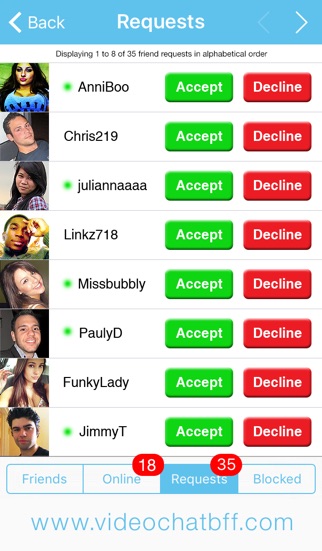 Back Requests
Displaying 1 to 8 of 35 friend requests in alphabetical order
AnniBoo Accept Decline
Chris219 Accept Decline
juliannaaaa Accept Decline
Linkz718 Accept Decline
Missbubbly Accept Decline
PaulyD Accept Decline
FunkyLady Accept Decline
JimmyT Accept Decline
18 35
Friends Online Requests Blocked
www.videochatbff.com